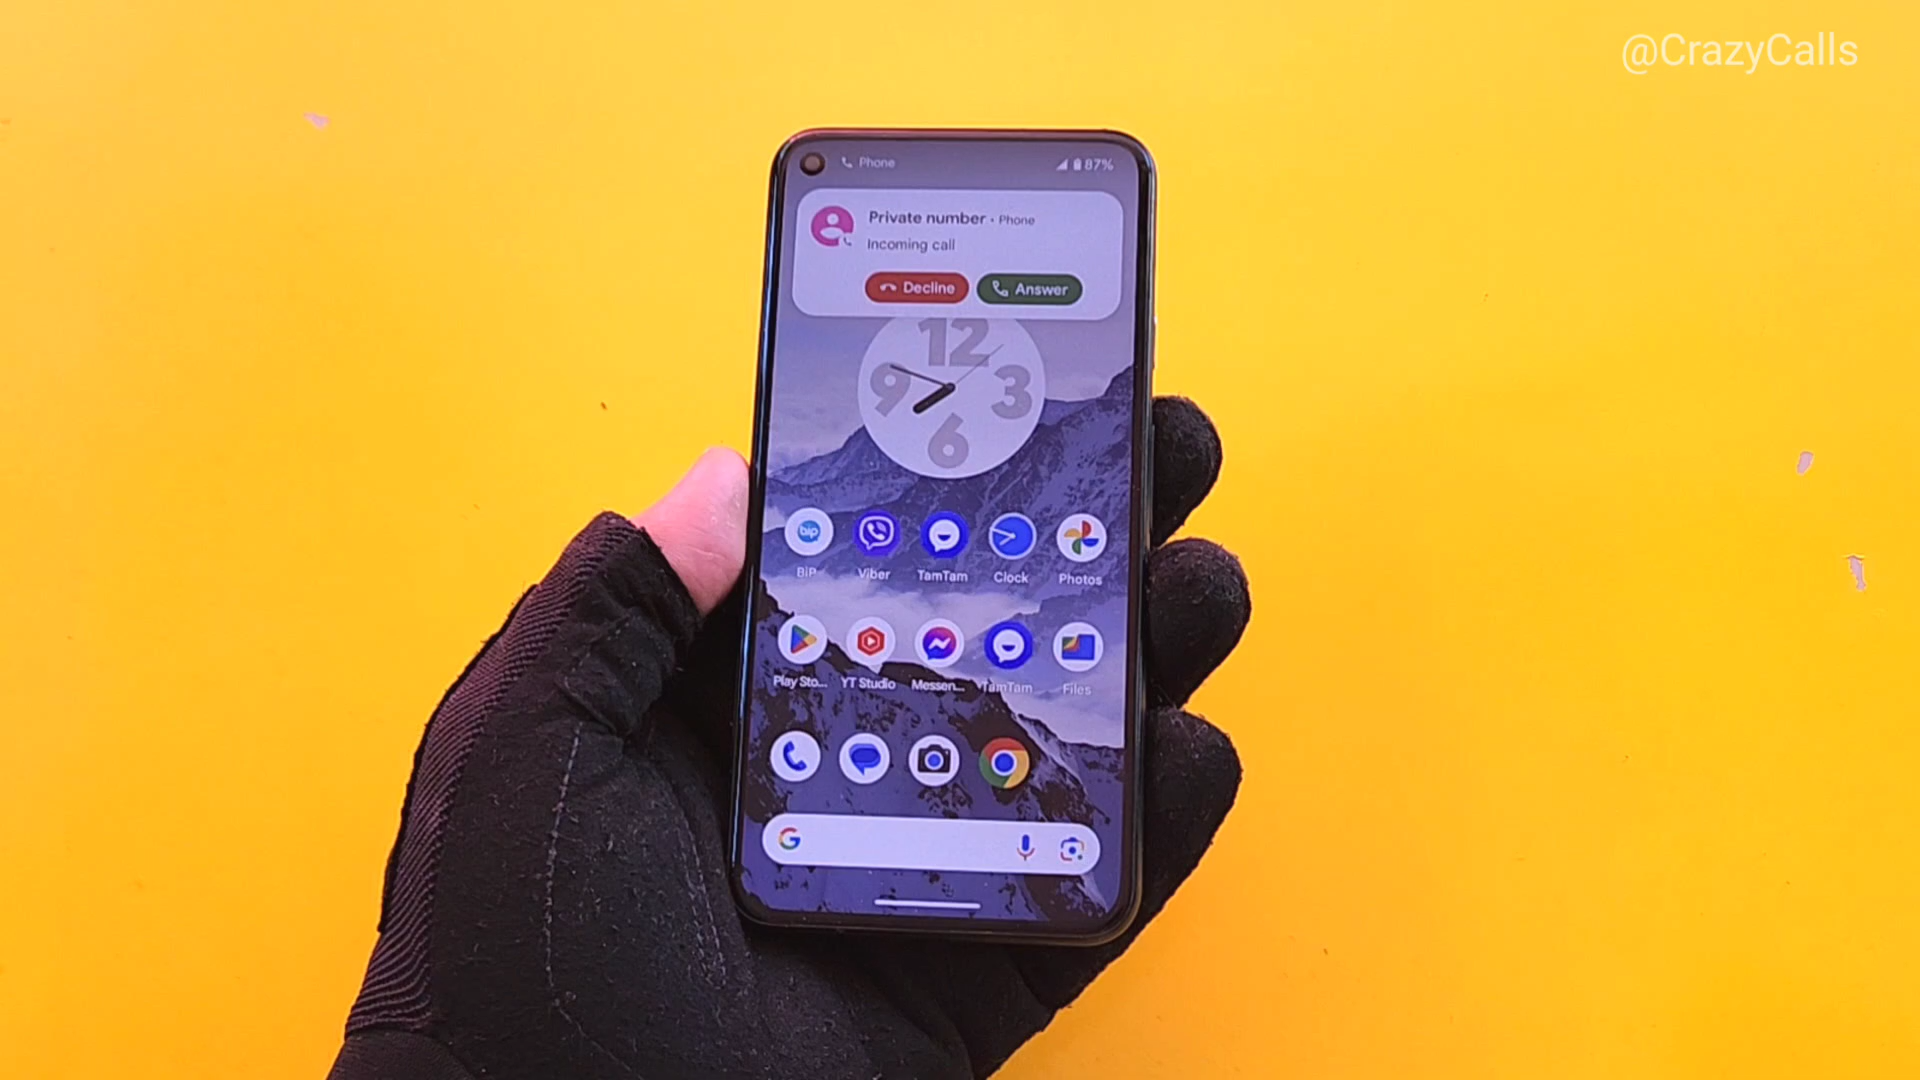 @CrazyCalls
Phone 87%
Private number • Phone
Incoming call
Decline Answer
12
9 3
6
bip
BiP Viber TamTam Clock Photos
Play Sto... YT Studio Messen... TamTam Files
G